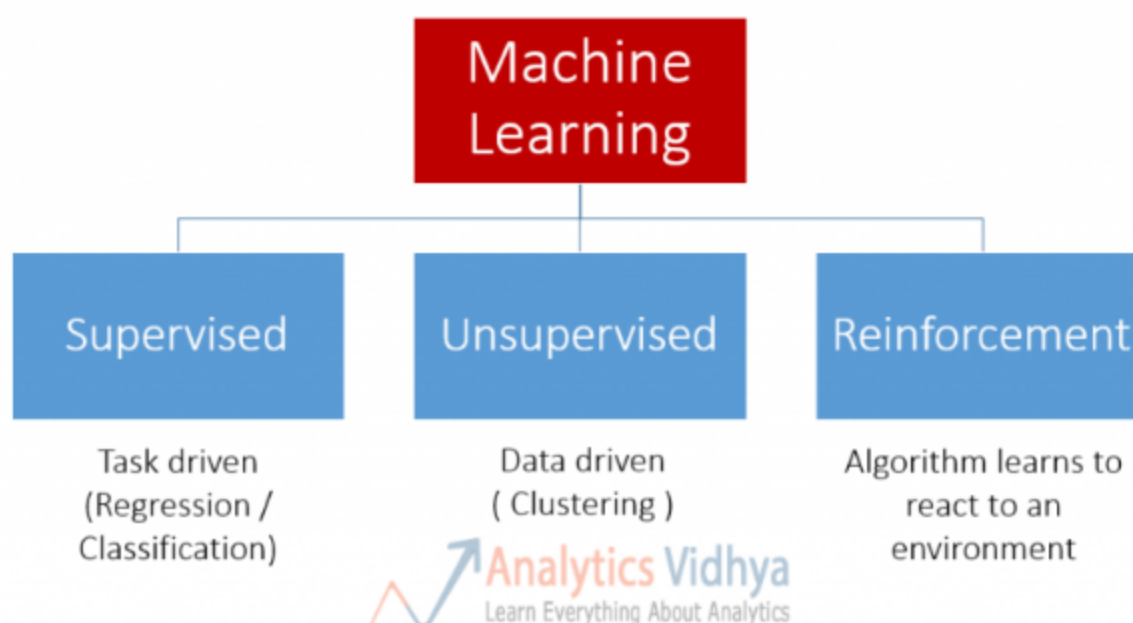 Machine
Learning
Supervised
Unsupervised
Reinforcement
Task driven
(Regression /
Classification)
Data driven
( Clustering )
Algorithm learns to
react to an
environment
Analytics Vidhya
Learn Everything About Analytics